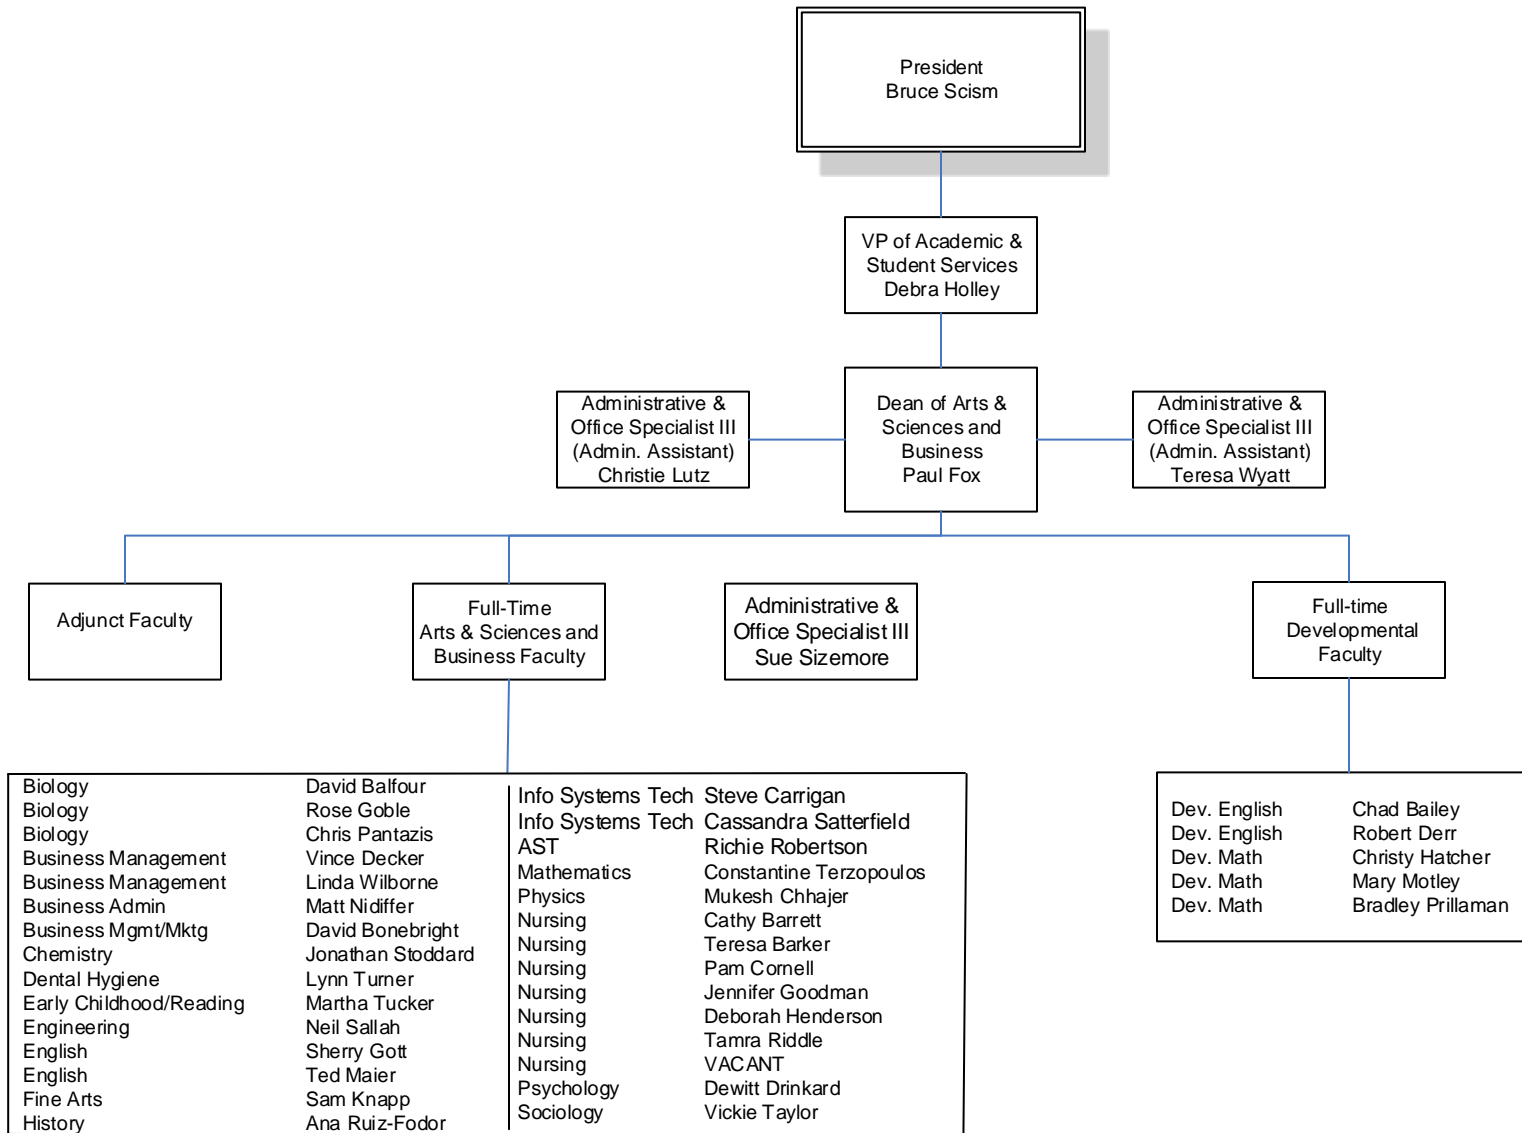 President
Bruce Scism
VP of Academic &
Student Services
Debra Holley
Administrative &
Office Specialist III
(Admin. Assistant)
Christie Lutz
Dean of Arts &
Sciences and
Business
Paul Fox
Administrative &
Office Specialist III
(Admin. Assistant)
Teresa Wyatt
Adjunct Faculty
Full-Time
Arts & Sciences and
Business Faculty
Administrative &
Office Specialist III
Sue Sizemore
Full-time
Developmental
Faculty
Biology David Balfour
Biology Rose Goble
Biology Chris Pantazis
Business Management Vince Decker
Business Management Linda Wilborne
Business Admin Matt Nidiffer
Business Mgmt/Mktg David Bonebright
Chemistry Jonathan Stoddard
Dental Hygiene Lynn Turner
Early Childhood/Reading Martha Tucker
Engineering Neil Sallah
English Sherry Gott
English Ted Maier
Fine Arts Sam Knapp
History Ana Ruiz-Fodor
Info Systems Tech Steve Carrigan
Info Systems Tech Cassandra Satterfield
AST Richie Robertson
Mathematics Constantine Terzopoulos
Physics Mukesh Chhajer
Nursing Cathy Barrett
Nursing Teresa Barker
Nursing Pam Cornell
Nursing Jennifer Goodman
Nursing Deborah Henderson
Nursing Tamra Riddle
Nursing VACANT
Psychology Dewitt Drinkard
Sociology Vickie Taylor
Dev. English Chad Bailey
Dev. English Robert Derr
Dev. Math Christy Hatcher
Dev. Math Mary Motley
Dev. Math Bradley Prillaman